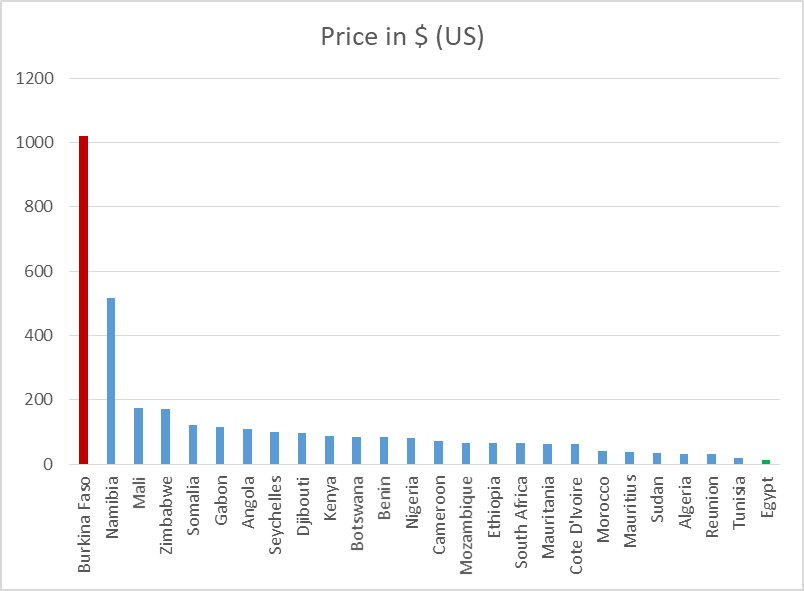 Price in $ (US)
1200
1000
800
600
400
200
0
Burkina Faso
Namibia
Mali
Zimbabwe
Somalia
Gabon
Angola
Seychelles
Djibouti
Kenya
Botswana
Benin
Nigeria
Cameroon
Mozambique
Ethiopia
South Africa
Mauritania
Cote D'Ivoire
Morocco
Mauritius
Sudan
Algeria
Reunion
Tunisia
Egypt